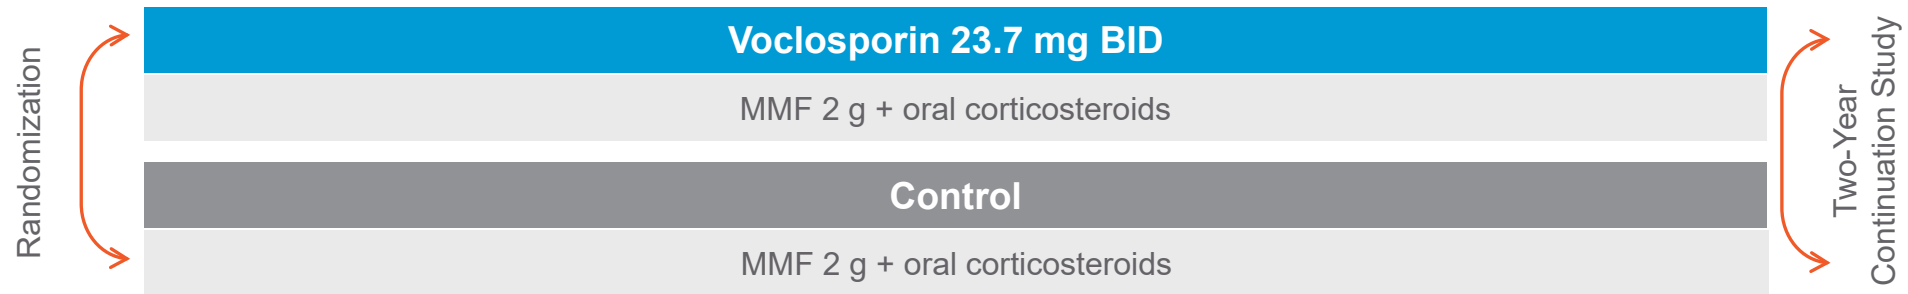 Randomization
Voclosporin 23.7 mg BID
MMF 2 g + oral corticosteroids
Control
MMF 2 g + oral corticosteroids
Two-Year
Continuation Study